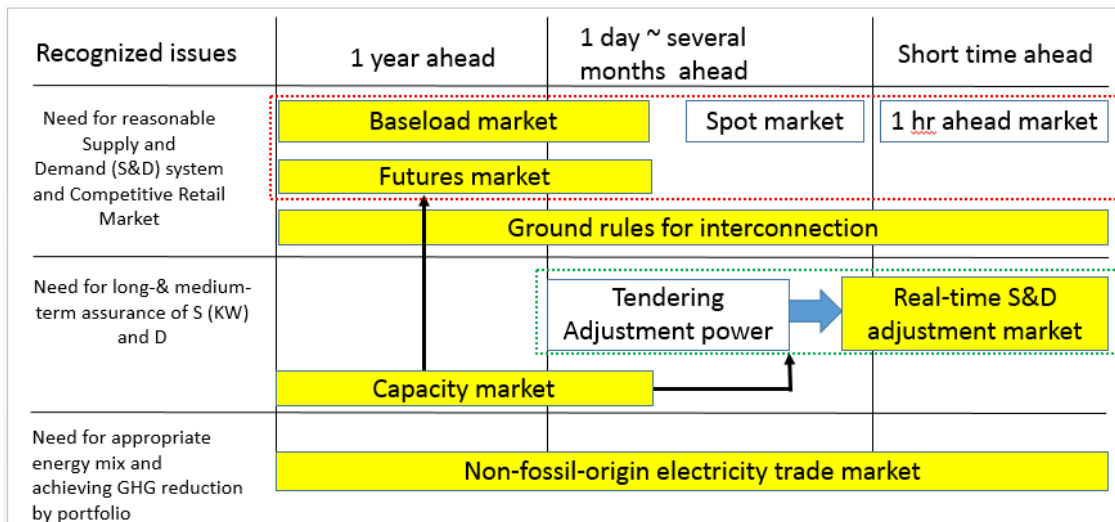 Recognized issues
1 year ahead
1 day ~ several
months ahead
Short time ahead
Need for reasonable
Supply and
Demand (S&D) system
and Competitive Retail
Market
Baseload market
Spot market
1 hr ahead market
Futures market
Ground rules for interconnection
Need for long-& medium-
term assurance of S (KW)
and D
Tendering
Adjustment power
Real-time S&D
adjustment market
Capacity market
Need for appropriate
energy mix and
achieving GHG reduction
by portfolio
Non-fossil-origin electricity trade market